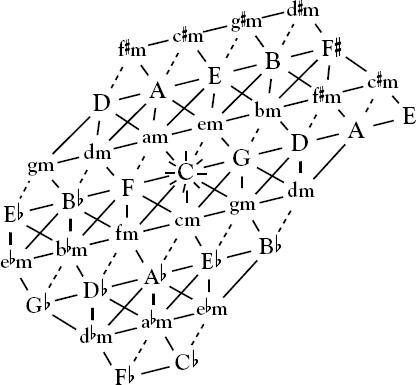 f♯m c♯m g♯m d♯m
D A E B F♯
gm dm am em bm f♯m c♯m
E♭ B♭ F C G D A E
e♭m b♭m fm cm gm dm
G♭ D♭ A♭ E♭ B♭
d♭m a♭m e♭m
F♭ C♭